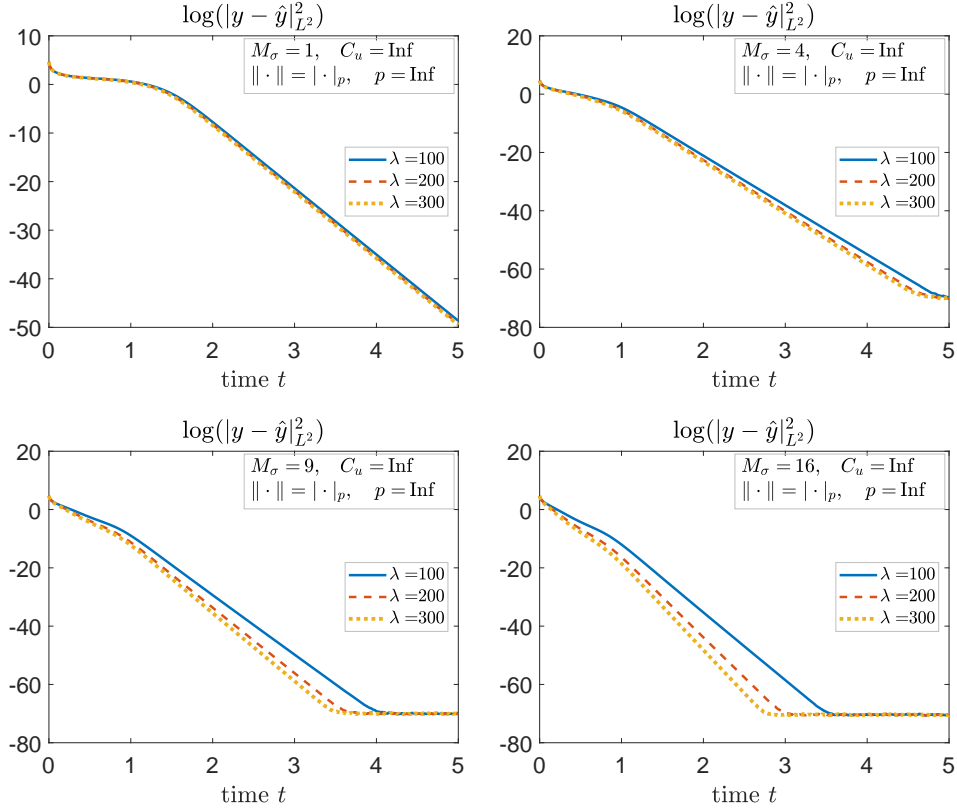 log(|y − ŷ|²_{L²})
M_σ = 1, C_u = Inf
‖ · ‖ = | · |_p, p = Inf
λ =100
λ =200
λ =300
10
0
-10
-20
-30
-40
-50
0 1 2 3 4 5
time t
log(|y − ŷ|²_{L²})
M_σ = 4, C_u = Inf
‖ · ‖ = | · |_p, p = Inf
λ =100
λ =200
λ =300
20
0
-20
-40
-60
-80
0 1 2 3 4 5
time t
log(|y − ŷ|²_{L²})
M_σ = 9, C_u = Inf
‖ · ‖ = | · |_p, p = Inf
λ =100
λ =200
λ =300
20
0
-20
-40
-60
-80
0 1 2 3 4 5
time t
log(|y − ŷ|²_{L²})
M_σ = 16, C_u = Inf
‖ · ‖ = | · |_p, p = Inf
λ =100
λ =200
λ =300
20
0
-20
-40
-60
-80
0 1 2 3 4 5
time t